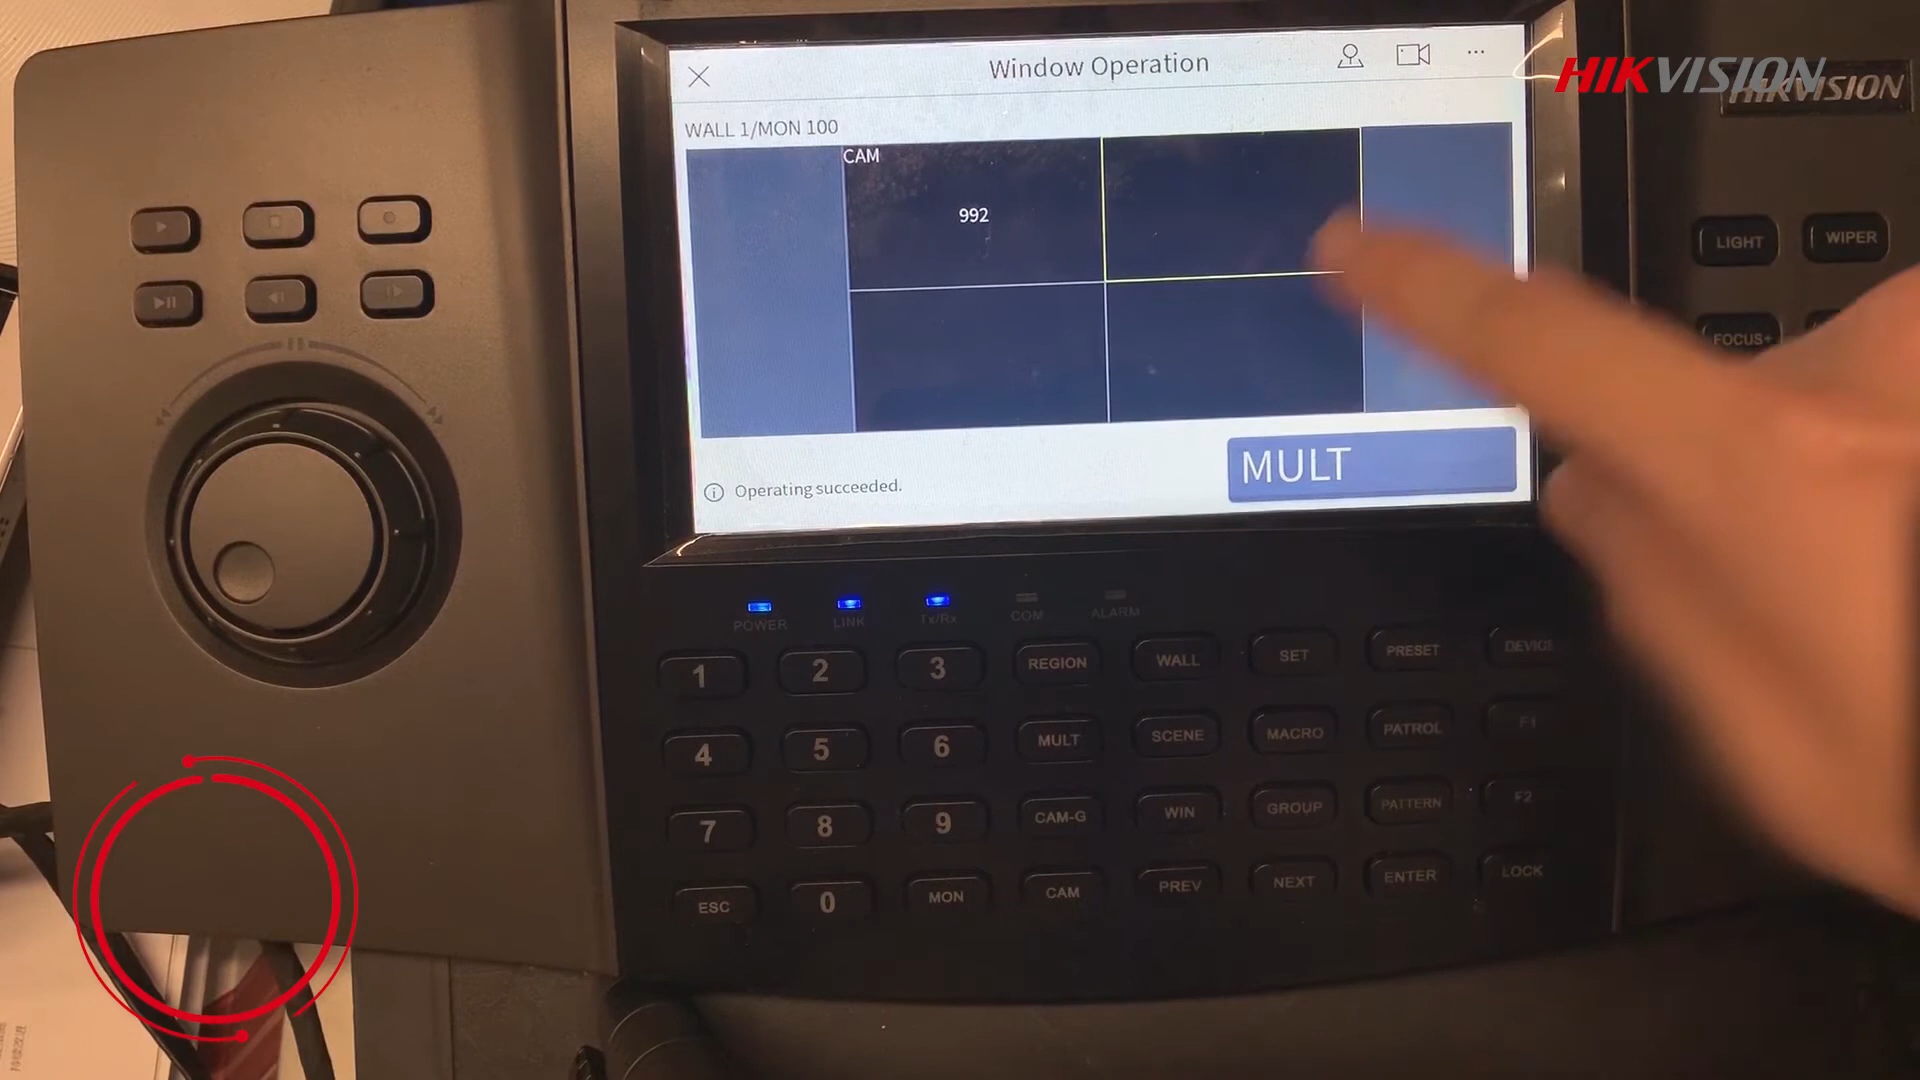 Window Operation
HIKVISION
HIKVISION
WALL 1/MON 100
CAM
992
MULT
Operating succeeded.
LIGHT
WIPER
FOCUS+
POWER
LINK
Tx/Rx
COM
ALARM
1
2
3
REGION
WALL
SET
PRESET
DEVICE
4
5
6
MULT
SCENE
MACRO
PATROL
F1
7
8
9
CAM-G
WIN
GROUP
PATTERN
F2
ESC
0
MON
CAM
PREV
NEXT
ENTER
LOCK